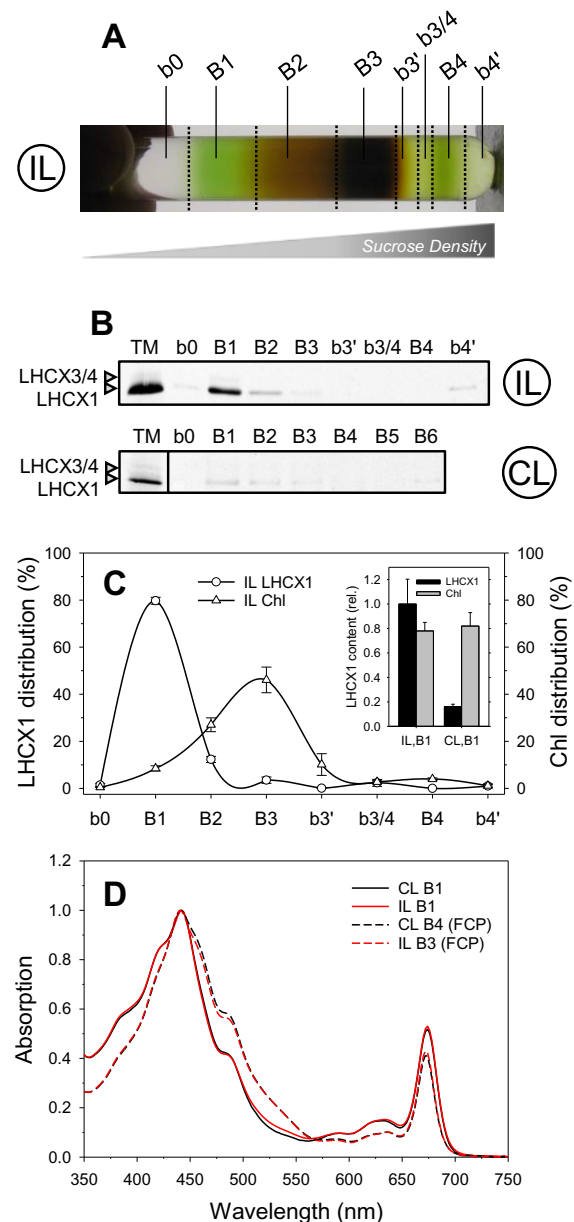 A
b0 B1 B2 B3 b3' b3/4 B4 b4'
IL
Sucrose Density
B
TM b0 B1 B2 B3 b3' b3/4 B4 b4'
LHCX3/4
LHCX1
IL
TM b0 B1 B2 B3 B4 B5 B6
LHCX3/4
LHCX1
CL
C
LHCX1 distribution (%)
100
80
60
40
20
0
IL LHCX1
IL Chl
LHCX1 content (rel.)
1.2
1.0
0.8
0.6
0.4
0.2
0.0
LHCX1
Chl
IL,B1 CL,B1
100
80
60
40
20
0
Chl distribution (%)
b0 B1 B2 B3 b3' b3/4 B4 b4'
D
Absorption
1.2
1.0
0.8
0.6
0.4
0.2
0.0
CL B1
IL B1
CL B4 (FCP)
IL B3 (FCP)
350 400 450 500 550 600 650 700 750
Wavelength (nm)